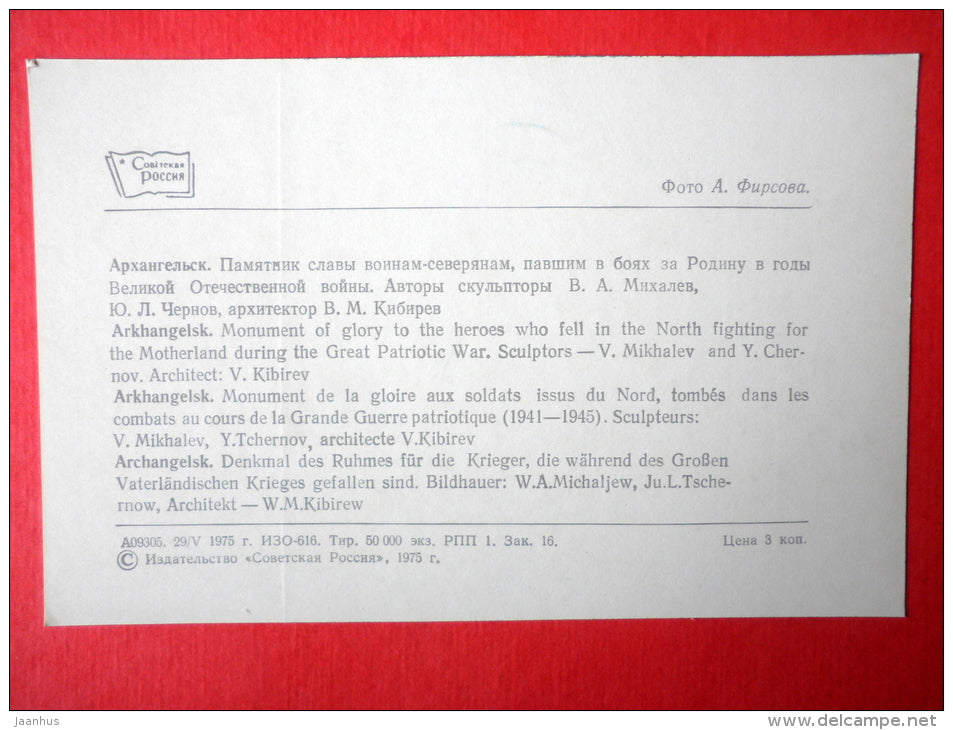 Советская
Россия
Фото А. Фирсова.
Архангельск. Памятник славы воинам-северянам, павшим в боях за Родину в годы
Великой Отечественной войны. Авторы скульпторы В. А. Михалев,
Ю. Л. Чернов, архитектор В. М. Кибирев
Arkhangelsk. Monument of glory to the heroes who fell in the North fighting for
the Motherland during the Great Patriotic War. Sculptors — V. Mikhalev and Y. Cher-
nov. Architect: V. Kibirev
Arkhangelsk. Monument de la gloire aux soldats issus du Nord, tombés dans les
combats au cours de la Grande Guerre patriotique (1941—1945). Sculpteurs:
V. Mikhalev, Y.Tchernov, architecte V.Kibirev
Archangelsk. Denkmal des Ruhmes für die Krieger, die während des Großen
Vaterländischen Krieges gefallen sind. Bildhauer: W.A.Michaljew, Ju.L.Tsche-
rnow, Architekt — W.M.Kibirew
А09305. 29/V 1975 г. ИЗО-616. Тир. 50 000 экз. РПП 1. Зак. 16. Цена 3 коп.
© Издательство «Советская Россия», 1975 г.
jaanhus
www.delcampe.net